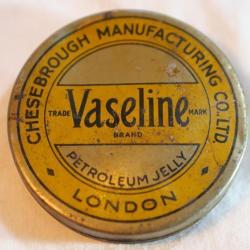 CHESEBROUGH MANUFACTURING CO., LTD.
TRADE Vaseline MARK
BRAND
PETROLEUM JELLY
LONDON